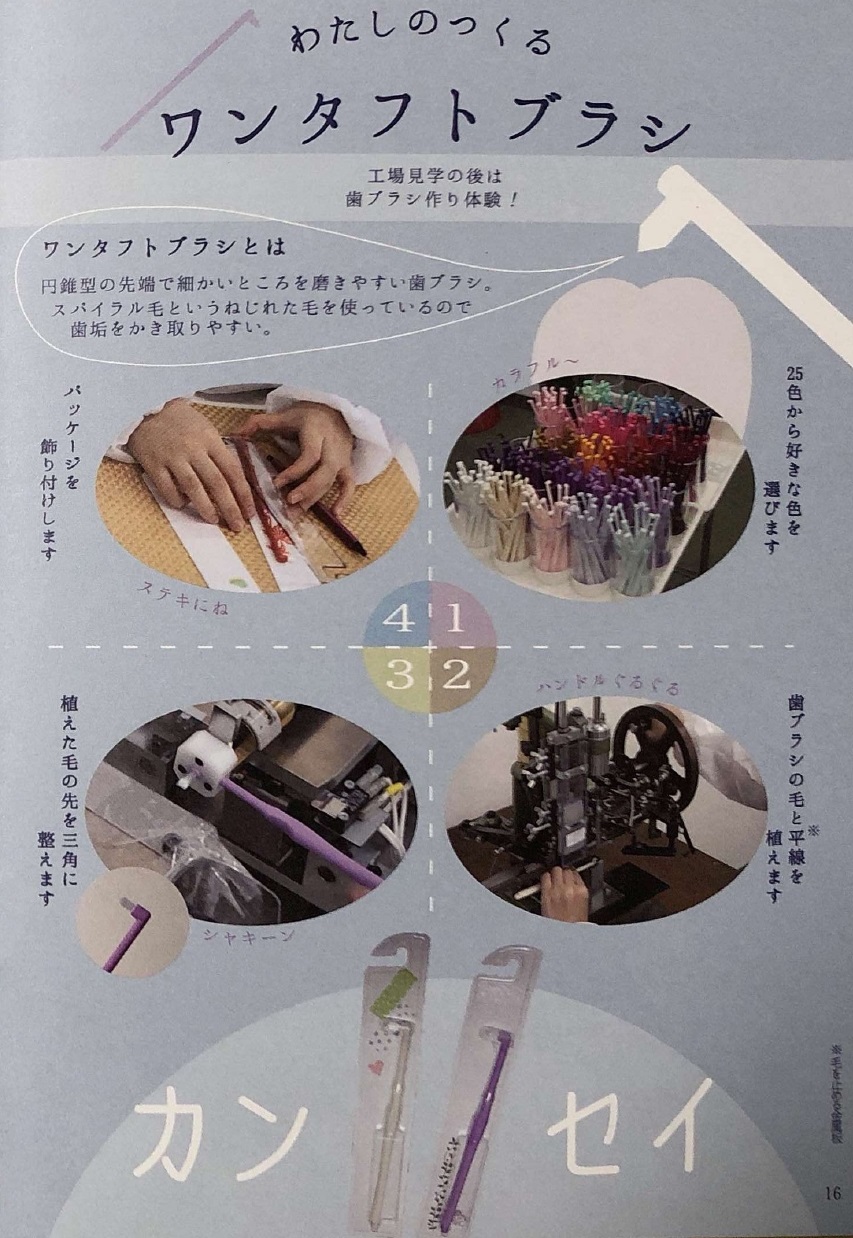 わたしのつくる
ワンタフトブラシ
工場見学の後は
歯ブラシ作り体験！
ワンタフトブラシとは
円錐型の先端で細かいところを磨きやすい歯ブラシ。
スパイラル毛というねじれた毛を使っているので
歯垢をかき取りやすい。
カラフル〜
25色から好きな色を
選びます
1
ハンドルぐるぐる
歯ブラシの毛と平線を
※
植えます
2
植えた毛の先を三角に
整えます
シャキーン
3
パッケージを
飾り付けします
ステキにね
4
カンセイ
※毛を止める金属板
16